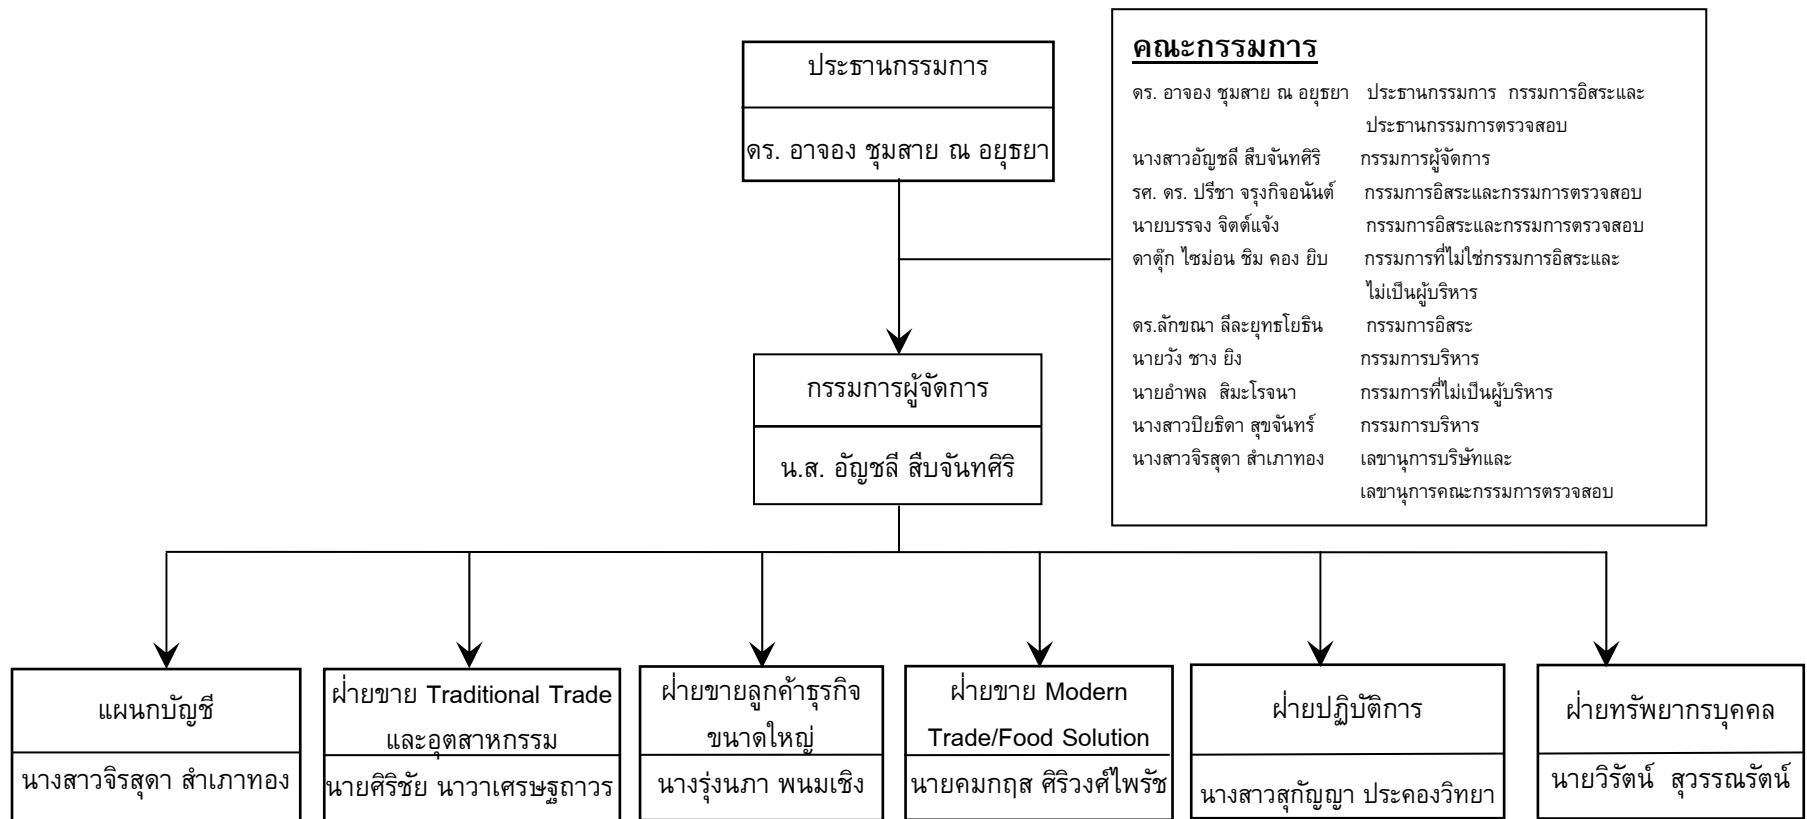 ประธานกรรมการ
ดร. อาจอง ชุมสาย ณ อยุธยา
คณะกรรมการ
ดร. อาจอง ชุมสาย ณ อยุธยา ประธานกรรมการ กรรมการอิสระและ
ประธานกรรมการตรวจสอบ
นางสาวอัญชลี สืบจันทศิริ กรรมการผู้จัดการ
รศ. ดร. ปรีชา จรุงกิจอนันต์ กรรมการอิสระและกรรมการตรวจสอบ
นายบรรจง จิตต์แจ้ง กรรมการอิสระและกรรมการตรวจสอบ
ดาตุ๊ก ไซม่อน ชิม คอง ยิบ กรรมการที่ไม่ใช่กรรมการอิสระและ
ไม่เป็นผู้บริหาร
ดร.ลักขณา ลีละยุทธโยธิน กรรมการอิสระ
นายวัง ชาง ยิง กรรมการบริหาร
นายอำพล สิมะโรจนา กรรมการที่ไม่เป็นผู้บริหาร
นางสาวปิยธิดา สุขจันทร์ กรรมการบริหาร
นางสาวจิรสุดา สำเภาทอง เลขานุการบริษัทและ
เลขานุการคณะกรรมการตรวจสอบ
กรรมการผู้จัดการ
น.ส. อัญชลี สืบจันทศิริ
แผนกบัญชี
นางสาวจิรสุดา สำเภาทอง
ฝ่ายขาย Traditional Trade
และอุตสาหกรรม
นายศิริชัย นาวาเศรษฐถาวร
ฝ่ายขายลูกค้าธุรกิจ
ขนาดใหญ่
นางรุ่งนภา พนมเชิง
ฝ่ายขาย Modern
Trade/Food Solution
นายคมกฤส ศิริวงศ์ไพรัช
ฝ่ายปฏิบัติการ
นางสาวสุกัญญา ประคองวิทยา
ฝ่ายทรัพยากรบุคคล
นายวิรัตน์ สุวรรณรัตน์